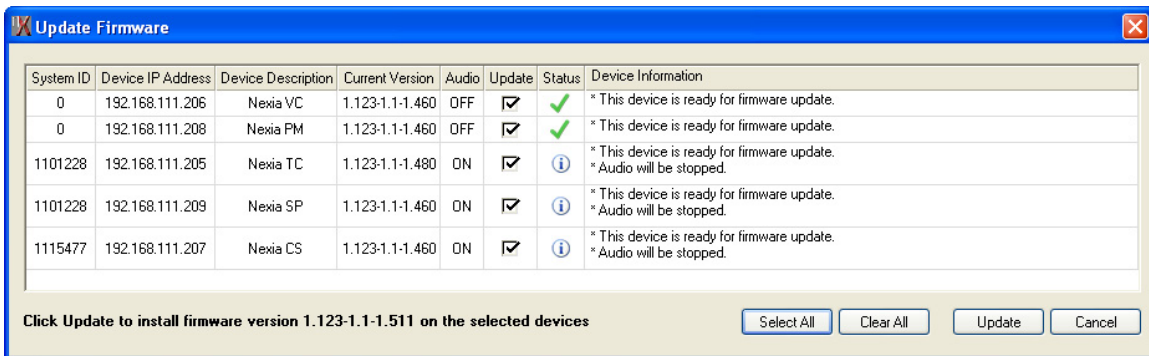 Update Firmware
System ID Device IP Address Device Description Current Version Audio Update Status Device Information
0 192.168.111.206 Nexia VC 1.123-1.1-1.460 OFF * This device is ready for firmware update.
0 192.168.111.208 Nexia PM 1.123-1.1-1.460 OFF * This device is ready for firmware update.
1101228 192.168.111.205 Nexia TC 1.123-1.1-1.480 ON * This device is ready for firmware update.
* Audio will be stopped.
1101228 192.168.111.209 Nexia SP 1.123-1.1-1.460 ON * This device is ready for firmware update.
* Audio will be stopped.
1115477 192.168.111.207 Nexia CS 1.123-1.1-1.460 ON * This device is ready for firmware update.
* Audio will be stopped.
Click Update to install firmware version 1.123-1.1-1.511 on the selected devices Select All Clear All Update Cancel